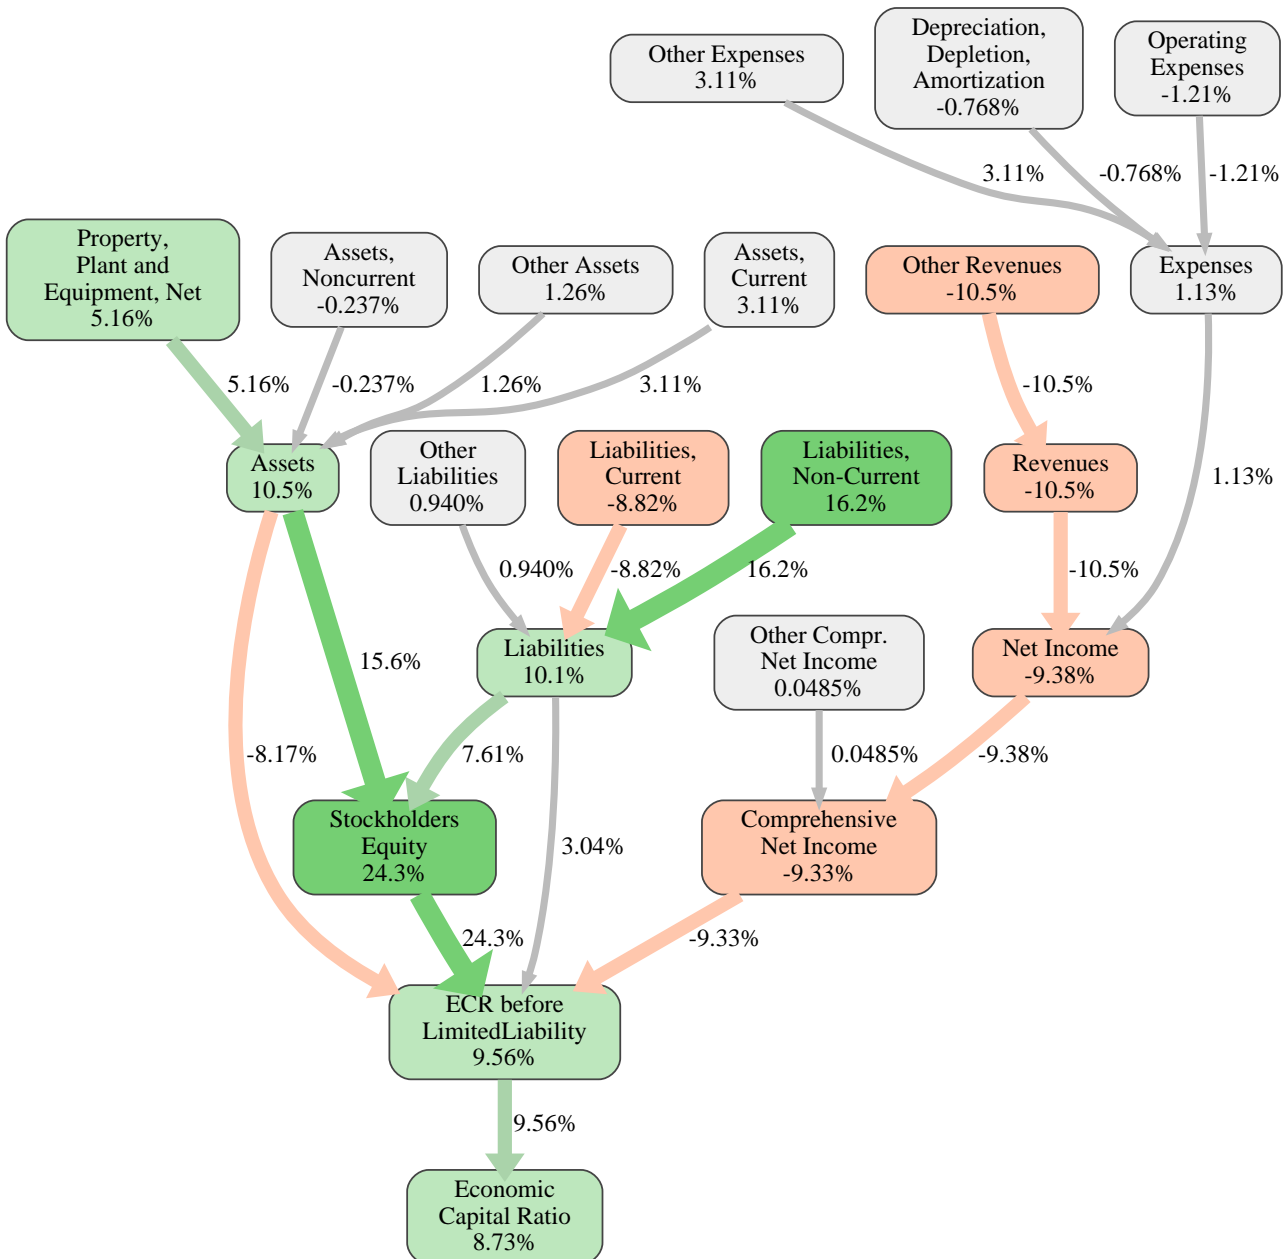 Other Expenses
3.11%
Depreciation,
Depletion,
Amortization
-0.768%
Operating
Expenses
-1.21%
3.11%
-0.768%
-1.21%
Property,
Plant and
Equipment, Net
5.16%
Assets,
Noncurrent
-0.237%
Other Assets
1.26%
Assets,
Current
3.11%
Other Revenues
-10.5%
Expenses
1.13%
5.16%
-0.237%
1.26%
3.11%
-10.5%
Assets
10.5%
Other
Liabilities
0.940%
Liabilities,
Current
-8.82%
Liabilities,
Non-Current
16.2%
Revenues
-10.5%
1.13%
0.940%
-8.82%
16.2%
-10.5%
Liabilities
10.1%
Other Compr.
Net Income
0.0485%
Net Income
-9.38%
15.6%
-8.17%
7.61%
0.0485%
-9.38%
Stockholders
Equity
24.3%
3.04%
Comprehensive
Net Income
-9.33%
24.3%
-9.33%
ECR before
LimitedLiability
9.56%
9.56%
Economic
Capital Ratio
8.73%